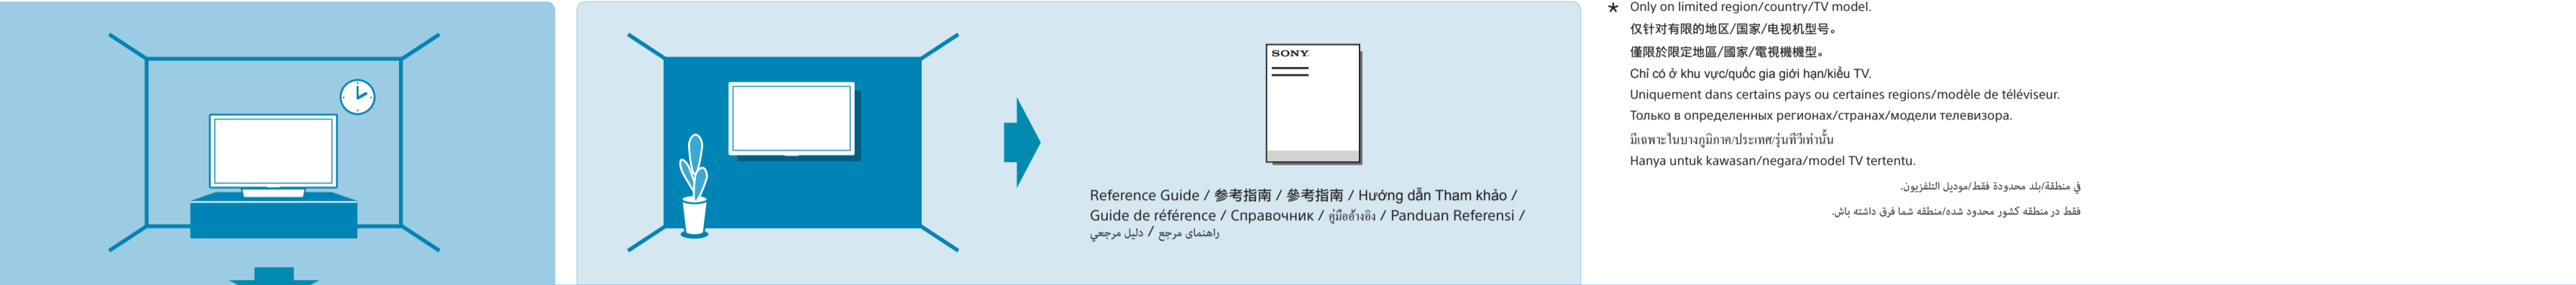 SONY
Reference Guide / 参考指南 / 參考指南 / Hướng dẫn Tham khảo /
Guide de référence / Справочник / คู่มืออ้างอิง / Panduan Referensi /
راهنمای مرجع / دليل مرجعي
* Only on limited region/country/TV model.
仅针对有限的地区/国家/电视机型号。
僅限於限定地區/國家/電視機機型。
Chỉ có ở khu vực/quốc gia giới hạn/kiểu TV.
Uniquement dans certains pays ou certaines regions/modèle de téléviseur.
Только в определенных регионах/странах/модели телевизора.
มีเฉพาะในบางภูมิภาค/ประเทศ/รุ่นทีวีเท่านั้น
Hanya untuk kawasan/negara/model TV tertentu.
في منطقة/بلد محدودة فقط/موديل التلفزيون.
فقط در منطقه کشور محدود شده/منطقه شما فرق داشته باش.